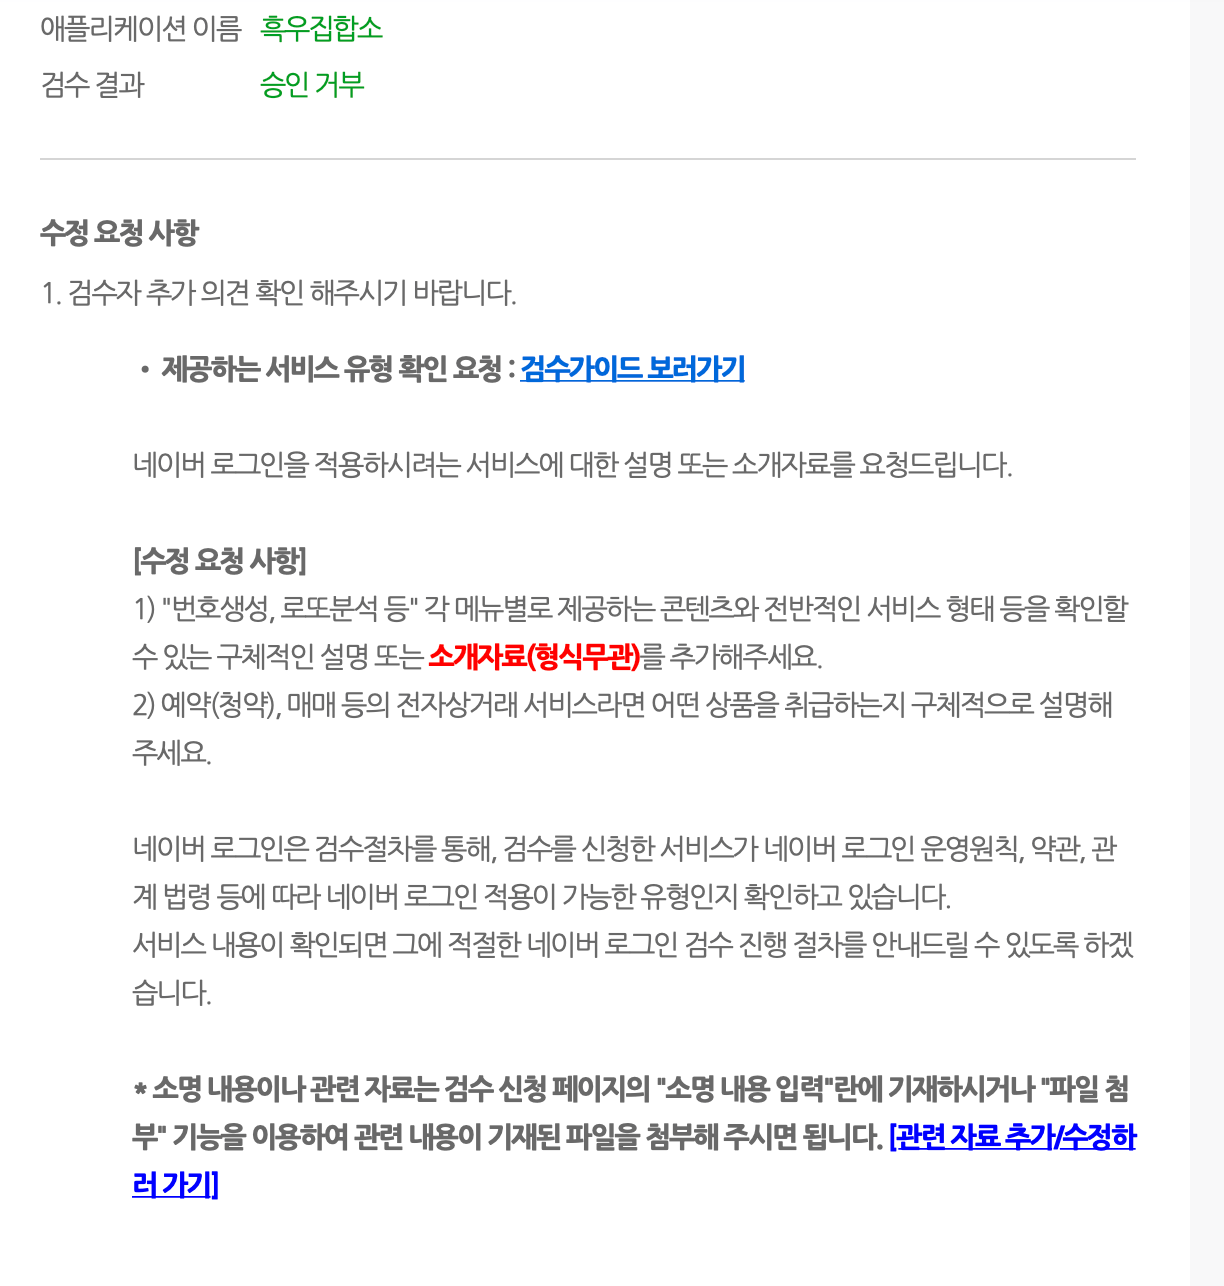 애플리케이션 이름 흑우집합소
검수 결과 승인 거부
수정 요청 사항
1. 검수자 추가 의견 확인 해주시기 바랍니다.
• 제공하는 서비스 유형 확인 요청 : 검수가이드 보러가기
네이버 로그인을 적용하시려는 서비스에 대한 설명 또는 소개자료를 요청드립니다.
[수정 요청 사항]
1) "번호생성, 로또분석 등" 각 메뉴별로 제공하는 콘텐츠와 전반적인 서비스 형태 등을 확인할
수 있는 구체적인 설명 또는 소개자료(형식무관)를 추가해주세요.
2) 예약(청약), 매매 등의 전자상거래 서비스라면 어떤 상품을 취급하는지 구체적으로 설명해
주세요.
네이버 로그인은 검수절차를 통해, 검수를 신청한 서비스가 네이버 로그인 운영원칙, 약관, 관
계 법령 등에 따라 네이버 로그인 적용이 가능한 유형인지 확인하고 있습니다.
서비스 내용이 확인되면 그에 적절한 네이버 로그인 검수 진행 절차를 안내드릴 수 있도록 하겠
습니다.
* 소명 내용이나 관련 자료는 검수 신청 페이지의 "소명 내용 입력"란에 기재하시거나 "파일 첨
부" 기능을 이용하여 관련 내용이 기재된 파일을 첨부해 주시면 됩니다. [관련 자료 추가/수정하
러 가기]